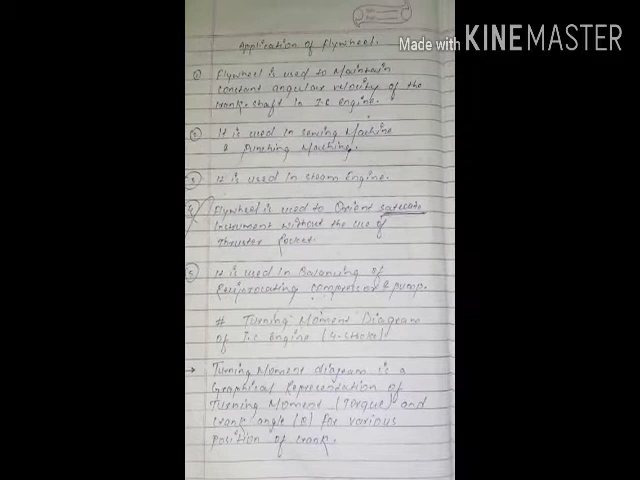 Made with KINEMASTER
Application of Flywheel.
① Flywheel is used to Maintain
constant angular velocity of the
crank-shaft in I.C engine.
② It is used in sewing Machine
& punching Machine.
③ It is used in steam Engine.
④ Flywheel is used to Orient
instrument without the use of
Thruster rocket.
⑤ It is used in Balancing of
Reciprocating compressor & pump.
# Turning Moment Diagram
of I.C engine (4-stroke)
→ Turning Moment diagram is a
Graphical Representation of
Turning Moment (Torque) and
crank angle (θ) for various
position of crank.